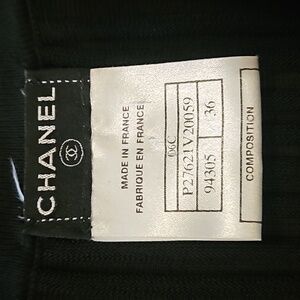 CHANEL
MADE IN FRANCE
FABRIQUE EN FRANCE
06C
P27621V20059
94305 36
COMPOSITION